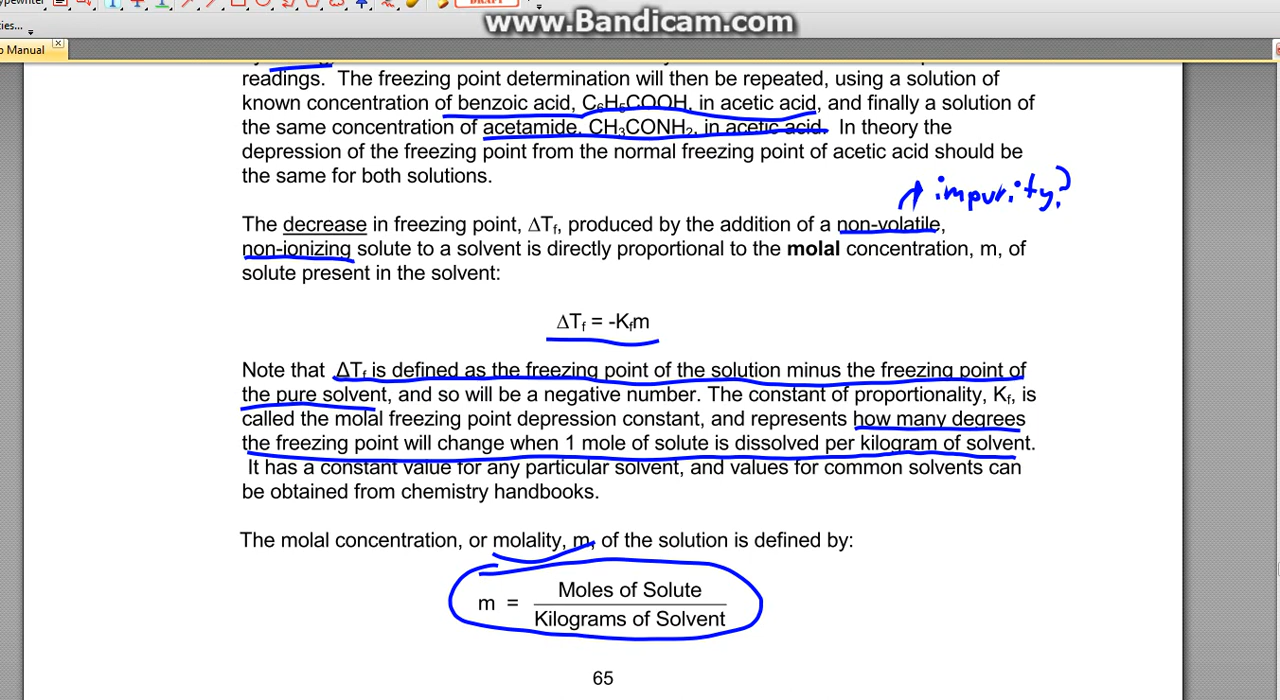 ypewriter
DRAFT
www.Bandicam.com
ies...
o Manual
readings. The freezing point determination will then be repeated, using a solution of
known concentration of benzoic acid, C₆H₅COOH, in acetic acid, and finally a solution of
the same concentration of acetamide, CH₃CONH₂, in acetic acid. In theory the
depression of the freezing point from the normal freezing point of acetic acid should be
the same for both solutions.
impurity?
The decrease in freezing point, ΔTf, produced by the addition of a non-volatile,
non-ionizing solute to a solvent is directly proportional to the molal concentration, m, of
solute present in the solvent:
ΔTf = -Kfm
Note that ΔTf is defined as the freezing point of the solution minus the freezing point of
the pure solvent, and so will be a negative number. The constant of proportionality, Kf, is
called the molal freezing point depression constant, and represents how many degrees
the freezing point will change when 1 mole of solute is dissolved per kilogram of solvent.
It has a constant value for any particular solvent, and values for common solvents can
be obtained from chemistry handbooks.
The molal concentration, or molality, m, of the solution is defined by:
m = Moles of Solute
Kilograms of Solvent
65